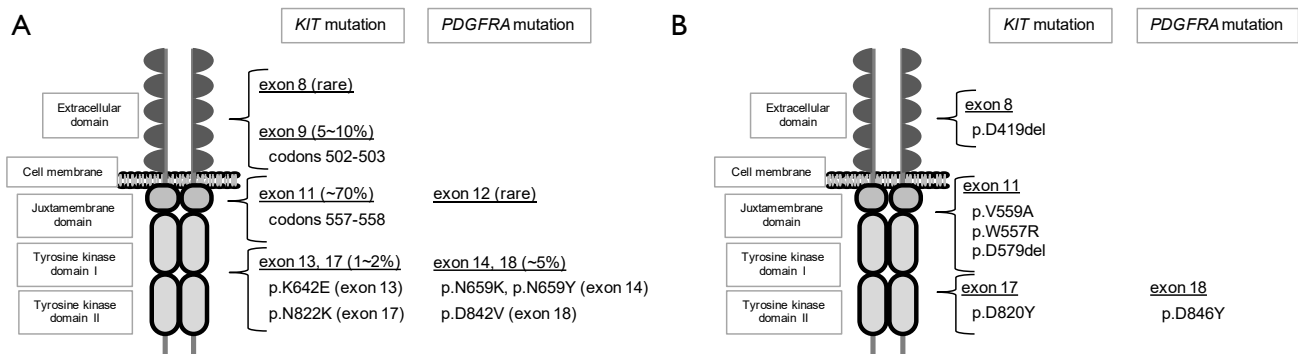 A
KIT mutation
PDGFRA mutation
Extracellular
domain
exon 8 (rare)
exon 9 (5~10%)
codons 502-503
Cell membrane
Juxtamembrane
domain
exon 11 (~70%)
codons 557-558
exon 12 (rare)
Tyrosine kinase
domain I
Tyrosine kinase
domain II
exon 13, 17 (1~2%)
p.K642E (exon 13)
p.N822K (exon 17)
exon 14, 18 (~5%)
p.N659K, p.N659Y (exon 14)
p.D842V (exon 18)
B
KIT mutation
PDGFRA mutation
Extracellular
domain
exon 8
p.D419del
Cell membrane
Juxtamembrane
domain
exon 11
p.V559A
p.W557R
p.D579del
Tyrosine kinase
domain I
Tyrosine kinase
domain II
exon 17
p.D820Y
exon 18
p.D846Y